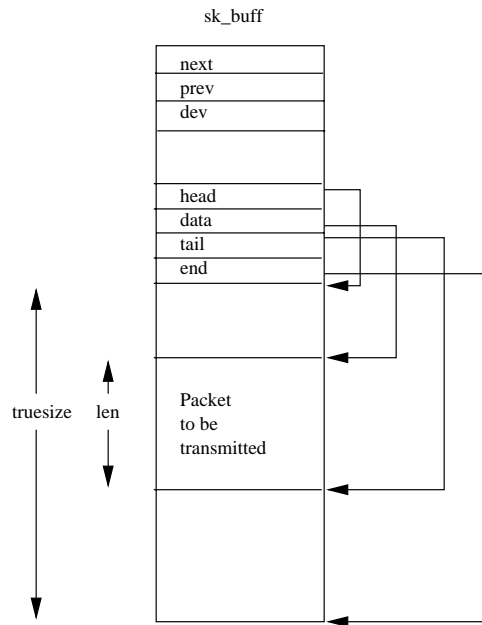 sk_buff
next
prev
dev
head
data
tail
end
truesize
len
Packet
to be
transmitted